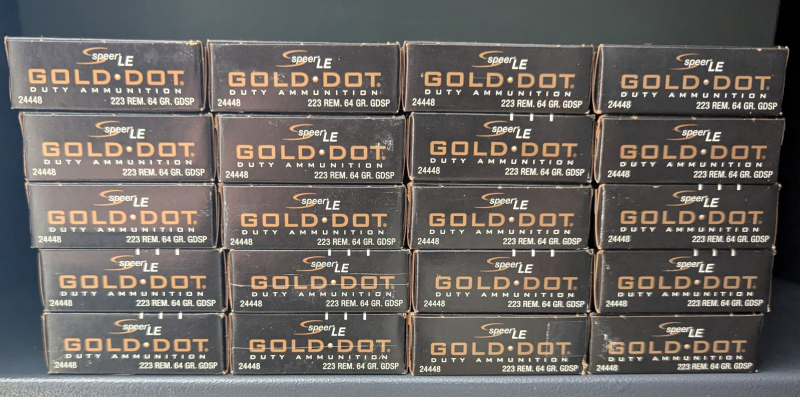 speer LE
GOLD•DOT
DUTY AMMUNITION
24448 223 REM. 64 GR. GDSP
speer LE
GOLD•DOT
DUTY AMMUNITION
24448 223 REM. 64 GR. GDSP
speer LE
GOLD•DOT
DUTY AMMUNITION
24448 223 REM. 64 GR. GDSP
speer LE
GOLD•DOT
DUTY AMMUNITION
24448 223 REM. 64 GR. GDSP
speer LE
GOLD•DOT
DUTY AMMUNITION
24448 223 REM. 64 GR. GDSP
speer LE
GOLD•DOT
DUTY AMMUNITION
24448 223 REM. 64 GR. GDSP
speer LE
GOLD•DOT
DUTY AMMUNITION
24448 223 REM. 64 GR. GDSP
speer LE
GOLD•DOT
DUTY AMMUNITION
24448 223 REM. 64 GR. GDSP
speer LE
GOLD•DOT
DUTY AMMUNITION
24448 223 REM. 64 GR. GDSP
speer LE
GOLD•DOT
DUTY AMMUNITION
24448 223 REM. 64 GR. GDSP
speer LE
GOLD•DOT
DUTY AMMUNITION
24448 223 REM. 64 GR. GDSP
speer LE
GOLD•DOT
DUTY AMMUNITION
24448 223 REM. 64 GR. GDSP
speer LE
GOLD•DOT
DUTY AMMUNITION
24448 223 REM. 64 GR. GDSP
speer LE
GOLD•DOT
DUTY AMMUNITION
24448 223 REM. 64 GR. GDSP
speer LE
GOLD•DOT
DUTY AMMUNITION
24448 223 REM. 64 GR. GDSP
speer LE
GOLD•DOT
DUTY AMMUNITION
24448 223 REM. 64 GR. GDSP
speer LE
GOLD•DOT
DUTY AMMUNITION
24448 223 REM. 64 GR. GDSP
speer LE
GOLD•DOT
DUTY AMMUNITION
24448 223 REM. 64 GR. GDSP
speer LE
GOLD•DOT
DUTY AMMUNITION
24448 223 REM. 64 GR. GDSP
speer LE
GOLD•DOT
DUTY AMMUNITION
24448 223 REM. 64 GR. GDSP